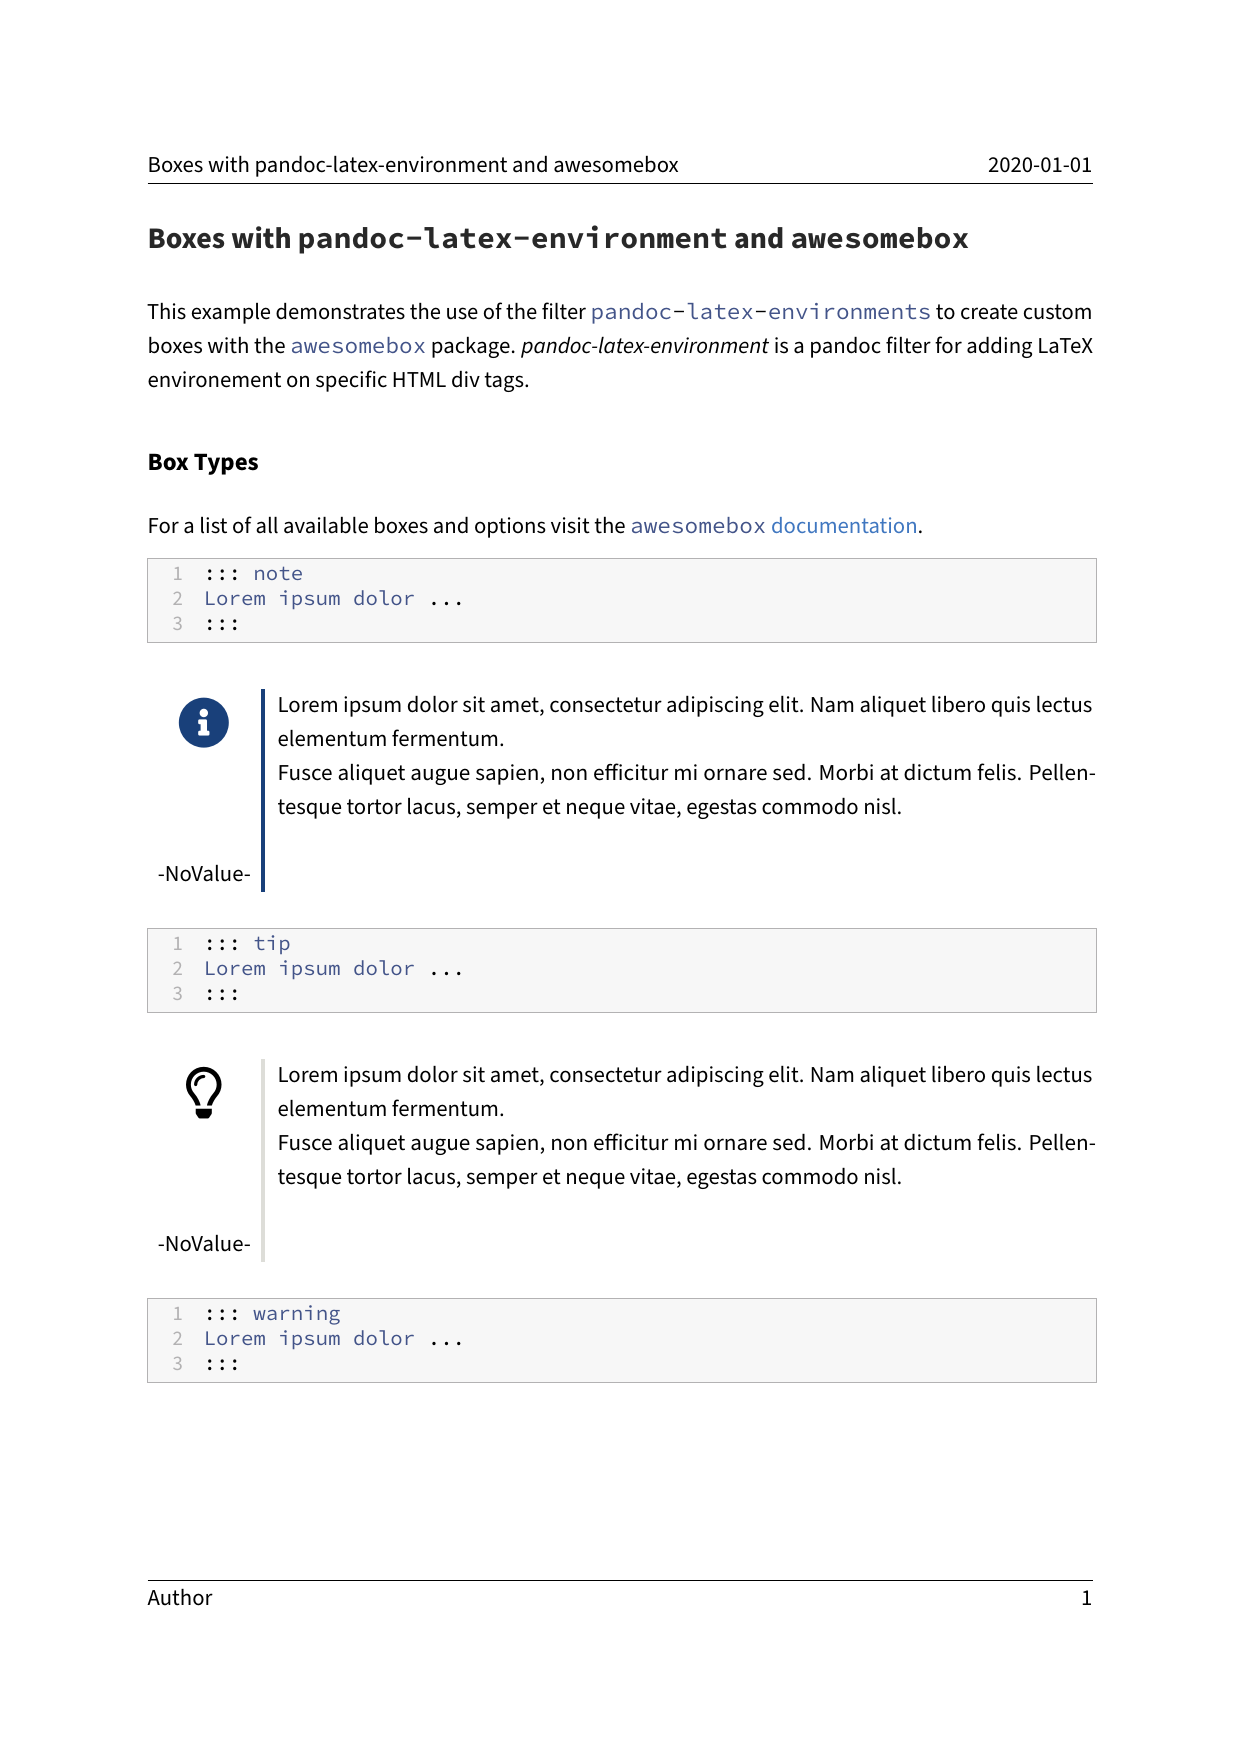 Boxes with pandoc-latex-environment and awesomebox 2020-01-01
Boxes with pandoc-latex-environment and awesomebox
This example demonstrates the use of the filter pandoc-latex-environments to create custom
boxes with the awesomebox package. pandoc-latex-environment is a pandoc filter for adding LaTeX
environement on specific HTML div tags.
Box Types
For a list of all available boxes and options visit the awesomebox documentation.
1 ::: note
2 Lorem ipsum dolor ...
3 :::
Lorem ipsum dolor sit amet, consectetur adipiscing elit. Nam aliquet libero quis lectus
elementum fermentum.
Fusce aliquet augue sapien, non efficitur mi ornare sed. Morbi at dictum felis. Pellen-
tesque tortor lacus, semper et neque vitae, egestas commodo nisl.
-NoValue-
1 ::: tip
2 Lorem ipsum dolor ...
3 :::
Lorem ipsum dolor sit amet, consectetur adipiscing elit. Nam aliquet libero quis lectus
elementum fermentum.
Fusce aliquet augue sapien, non efficitur mi ornare sed. Morbi at dictum felis. Pellen-
tesque tortor lacus, semper et neque vitae, egestas commodo nisl.
-NoValue-
1 ::: warning
2 Lorem ipsum dolor ...
3 :::
Author 1